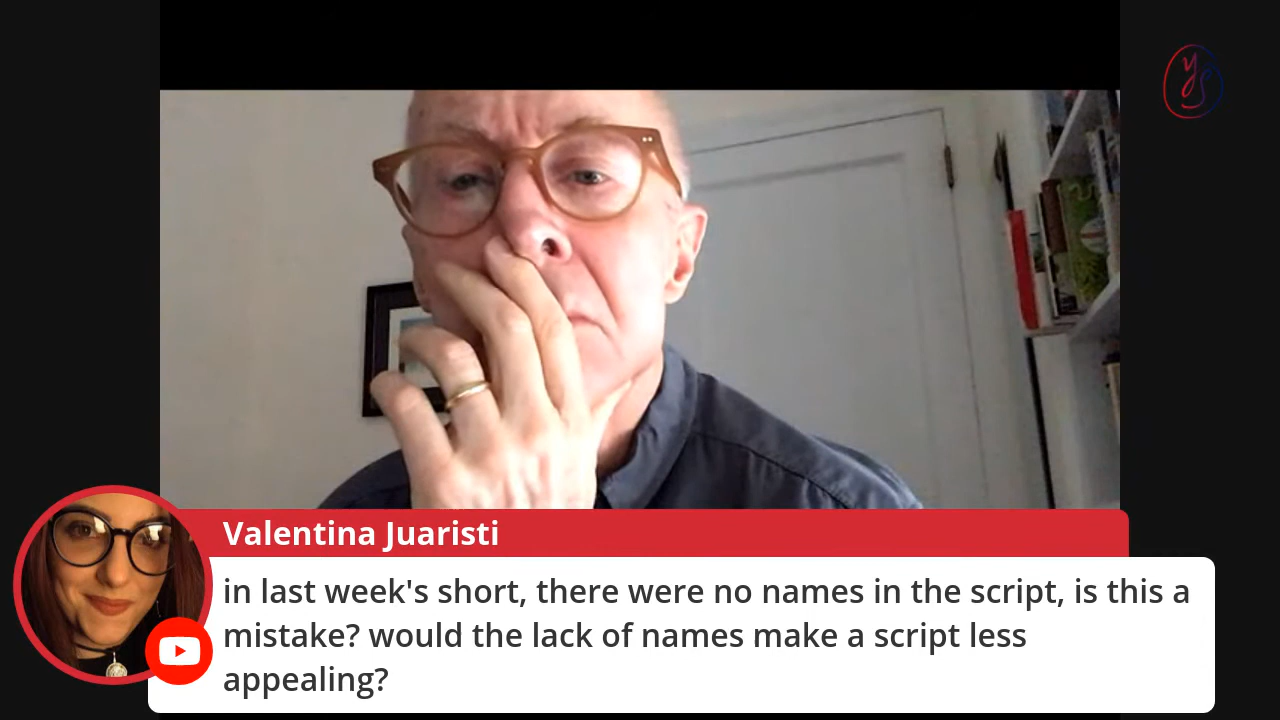 yS
Valentina Juaristi
in last week's short, there were no names in the script, is this a
mistake? would the lack of names make a script less
appealing?